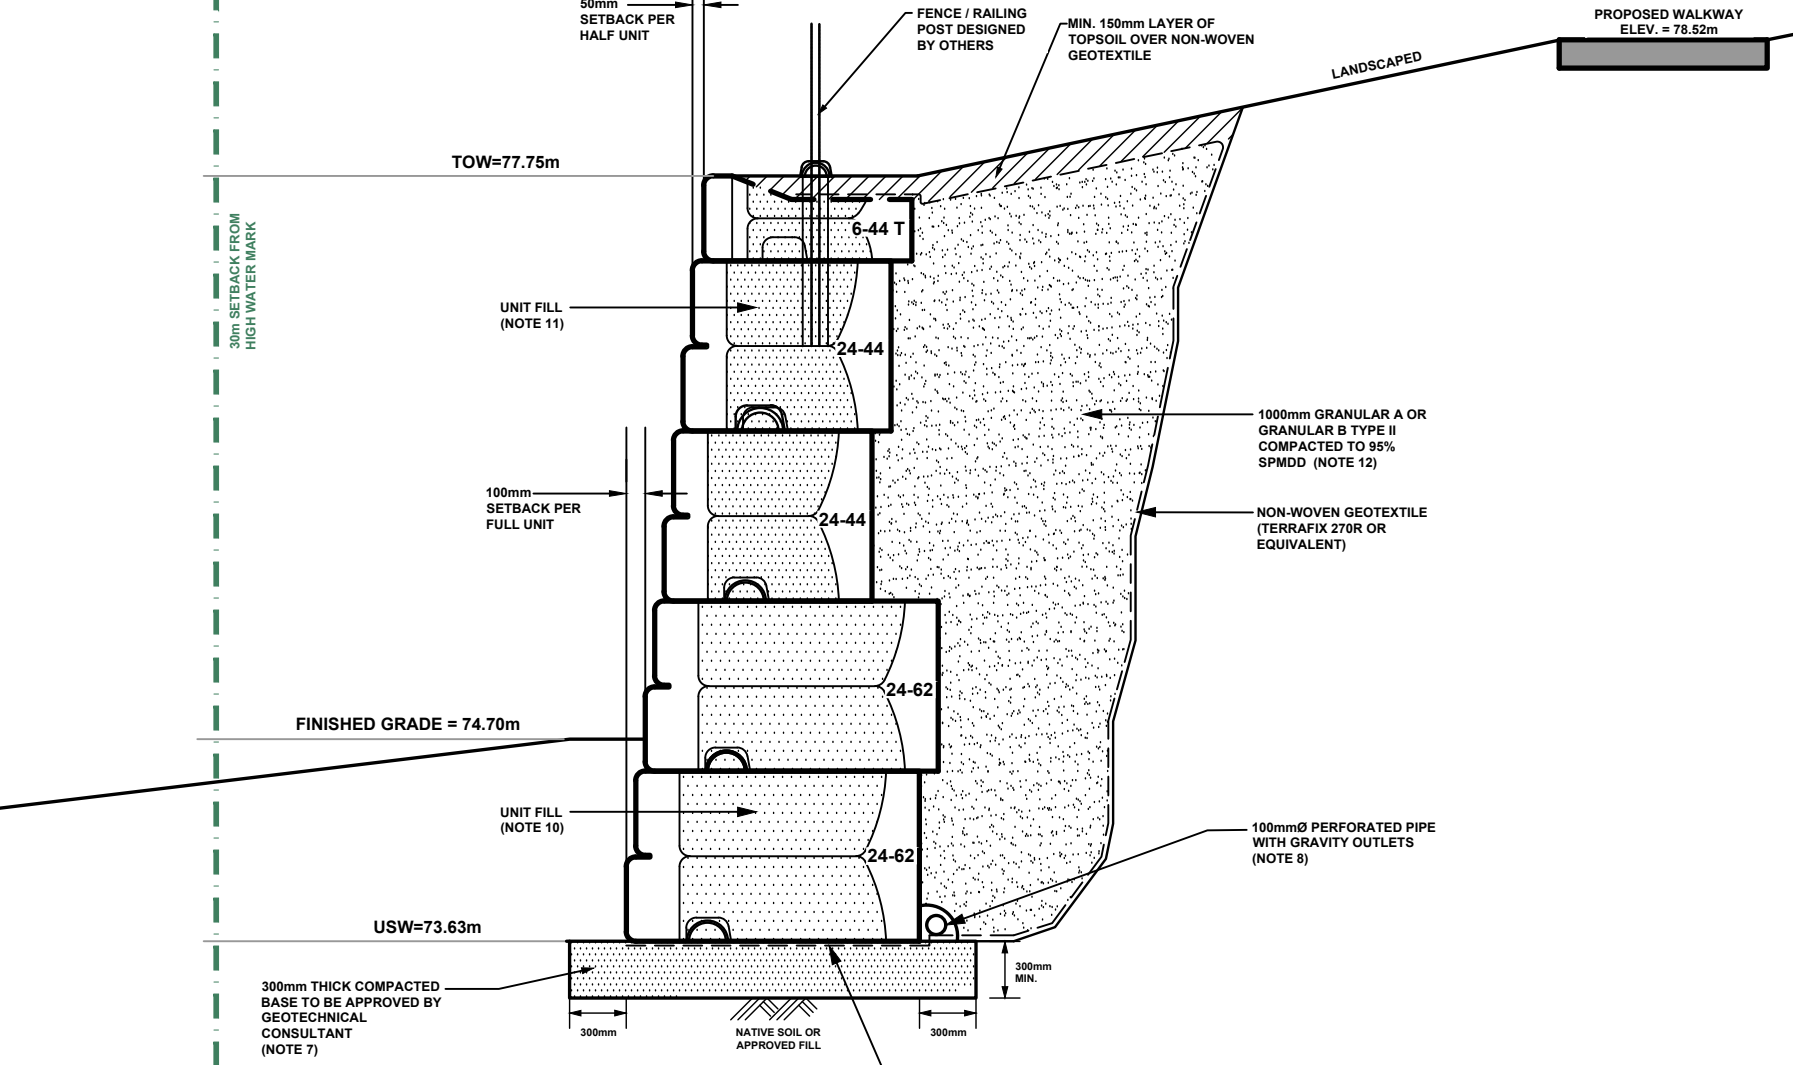 50mm
SETBACK PER
HALF UNIT
FENCE / RAILING
POST DESIGNED
BY OTHERS
MIN. 150mm LAYER OF
TOPSOIL OVER NON-WOVEN
GEOTEXTILE
PROPOSED WALKWAY
ELEV. = 78.52m
LANDSCAPED
TOW=77.75m
30m SETBACK FROM
HIGH WATER MARK
6-44 T
UNIT FILL
(NOTE 11)
24-44
1000mm GRANULAR A OR
GRANULAR B TYPE II
COMPACTED TO 95%
SPMDD (NOTE 12)
100mm
SETBACK PER
FULL UNIT
24-44
NON-WOVEN GEOTEXTILE
(TERRAFIX 270R OR
EQUIVALENT)
24-62
FINISHED GRADE = 74.70m
UNIT FILL
(NOTE 10)
24-62
100mmØ PERFORATED PIPE
WITH GRAVITY OUTLETS
(NOTE 8)
USW=73.63m
300mm
MIN.
300mm THICK COMPACTED
BASE TO BE APPROVED BY
GEOTECHNICAL
CONSULTANT
(NOTE 7)
300mm
NATIVE SOIL OR
APPROVED FILL
300mm